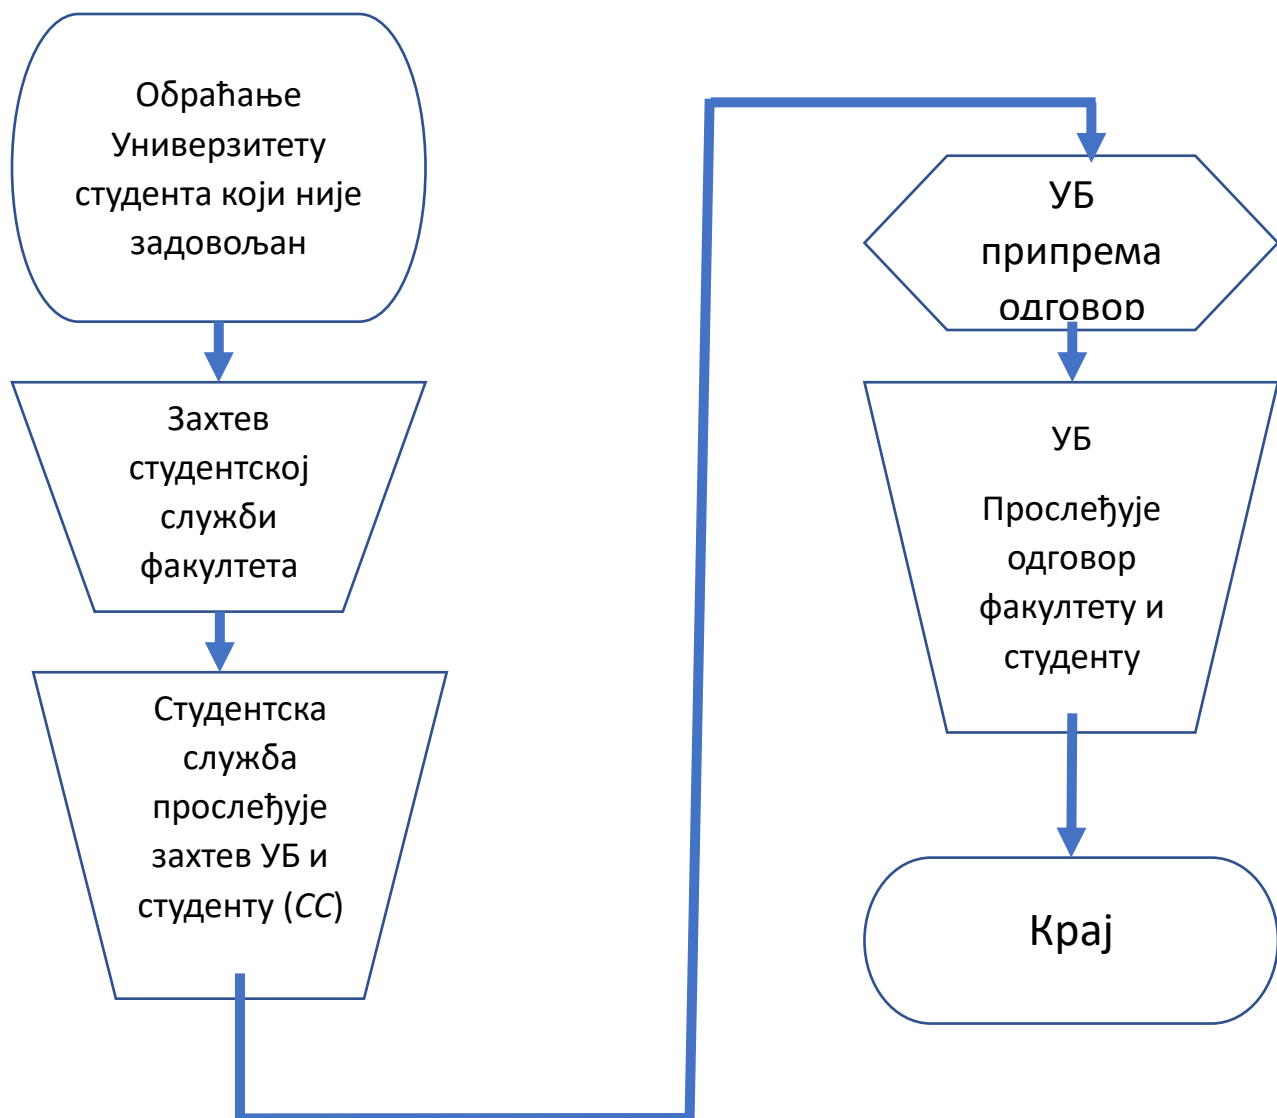 Обраћање
Универзитету
студента који није
задовољан
Захтев
студентској
служби
факултета
Студентска
служба
прослеђује
захтев УБ и
студенту (CC)
УБ
припрема
одговор
УБ
Прослеђује
одговор
факултету и
студенту
Крај